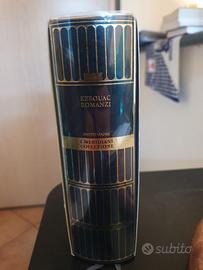 KEROUAC
ROMANZI
I MERIDIANI
COLLEZIONE
subito